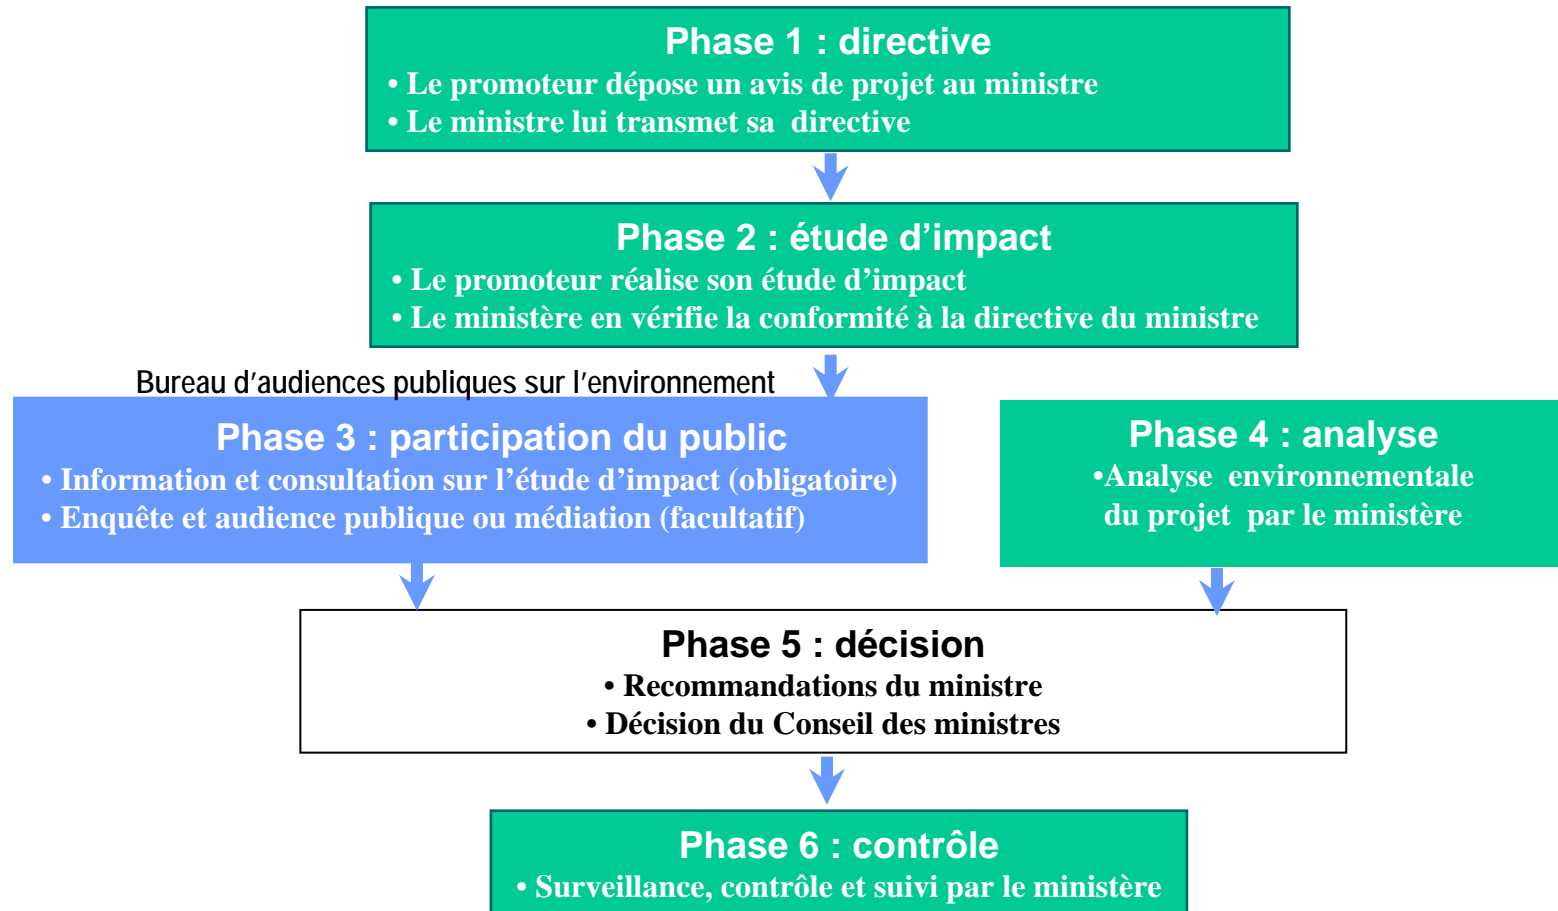 Phase 1 : directive
• Le promoteur dépose un avis de projet au ministre
• Le ministre lui transmet sa directive
Phase 2 : étude d’impact
• Le promoteur réalise son étude d’impact
• Le ministère en vérifie la conformité à la directive du ministre
Bureau d’audiences publiques sur l’environnement
Phase 3 : participation du public
• Information et consultation sur l’étude d’impact (obligatoire)
• Enquête et audience publique ou médiation (facultatif)
Phase 4 : analyse
•Analyse environnementale
du projet par le ministère
Phase 5 : décision
• Recommandations du ministre
• Décision du Conseil des ministres
Phase 6 : contrôle
• Surveillance, contrôle et suivi par le ministère